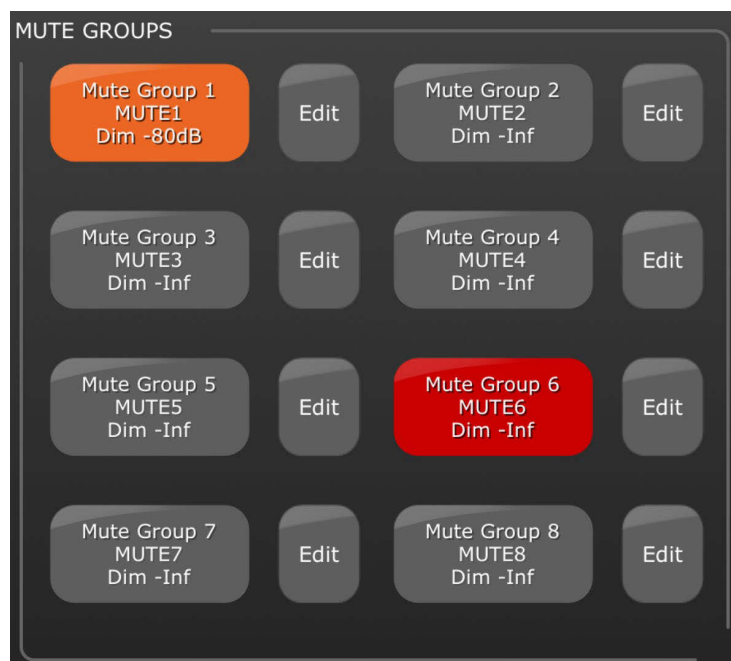 MUTE GROUPS
Mute Group 1
MUTE1
Dim -80dB
Edit
Mute Group 2
MUTE2
Dim -Inf
Edit
Mute Group 3
MUTE3
Dim -Inf
Edit
Mute Group 4
MUTE4
Dim -Inf
Edit
Mute Group 5
MUTE5
Dim -Inf
Edit
Mute Group 6
MUTE6
Dim -Inf
Edit
Mute Group 7
MUTE7
Dim -Inf
Edit
Mute Group 8
MUTE8
Dim -Inf
Edit